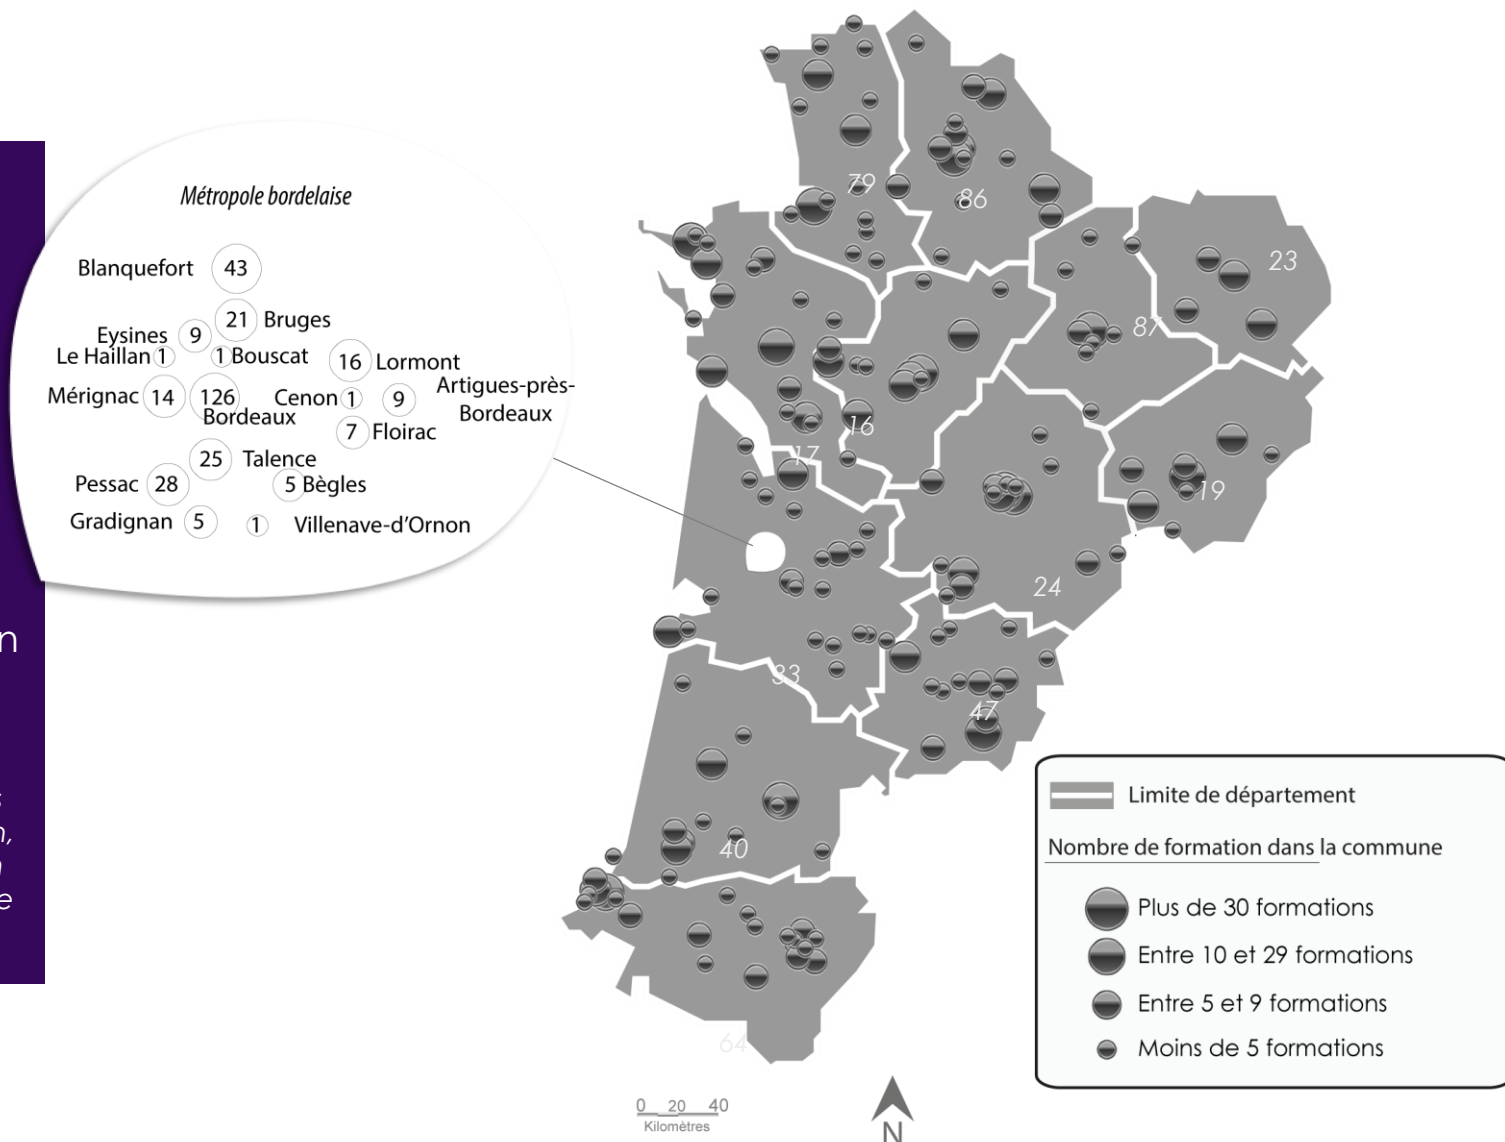 Métropole bordelaise
Blanquefort 43
21 Bruges
Eysines 9
Le Haillan 1
1 Bouscat
16 Lormont
Mérignac 14
126
Bordeaux
Cenon 1
9 Artigues-près-
Bordeaux
7 Floirac
25 Talence
Pessac 28
5 Bègles
Gradignan 5
1 Villenave-d'Ornon
n
s
n,
e
79
86
23
87
16
17
19
24
33
47
40
64
Limite de département
Nombre de formation dans la commune
Plus de 30 formations
Entre 10 et 29 formations
Entre 5 et 9 formations
Moins de 5 formations
0 20 40
Kilomètres
N